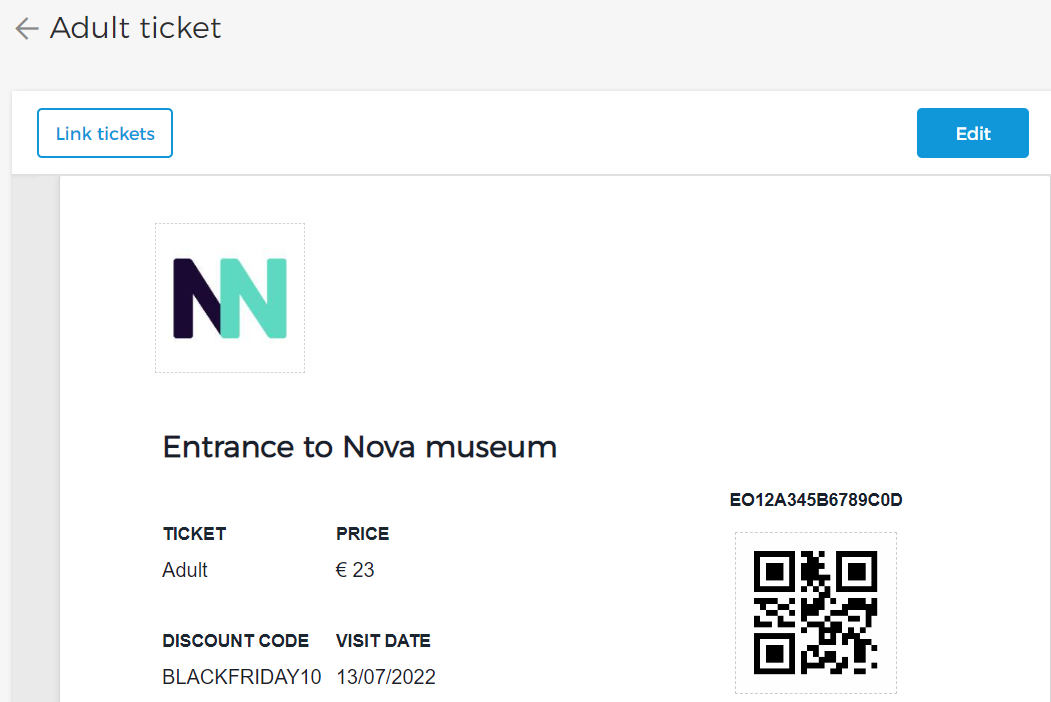 Adult ticket
Link tickets
Edit
NN
Entrance to Nova museum
EO12A345B6789C0D
TICKET PRICE
Adult € 23
DISCOUNT CODE VISIT DATE
BLACKFRIDAY10 13/07/2022